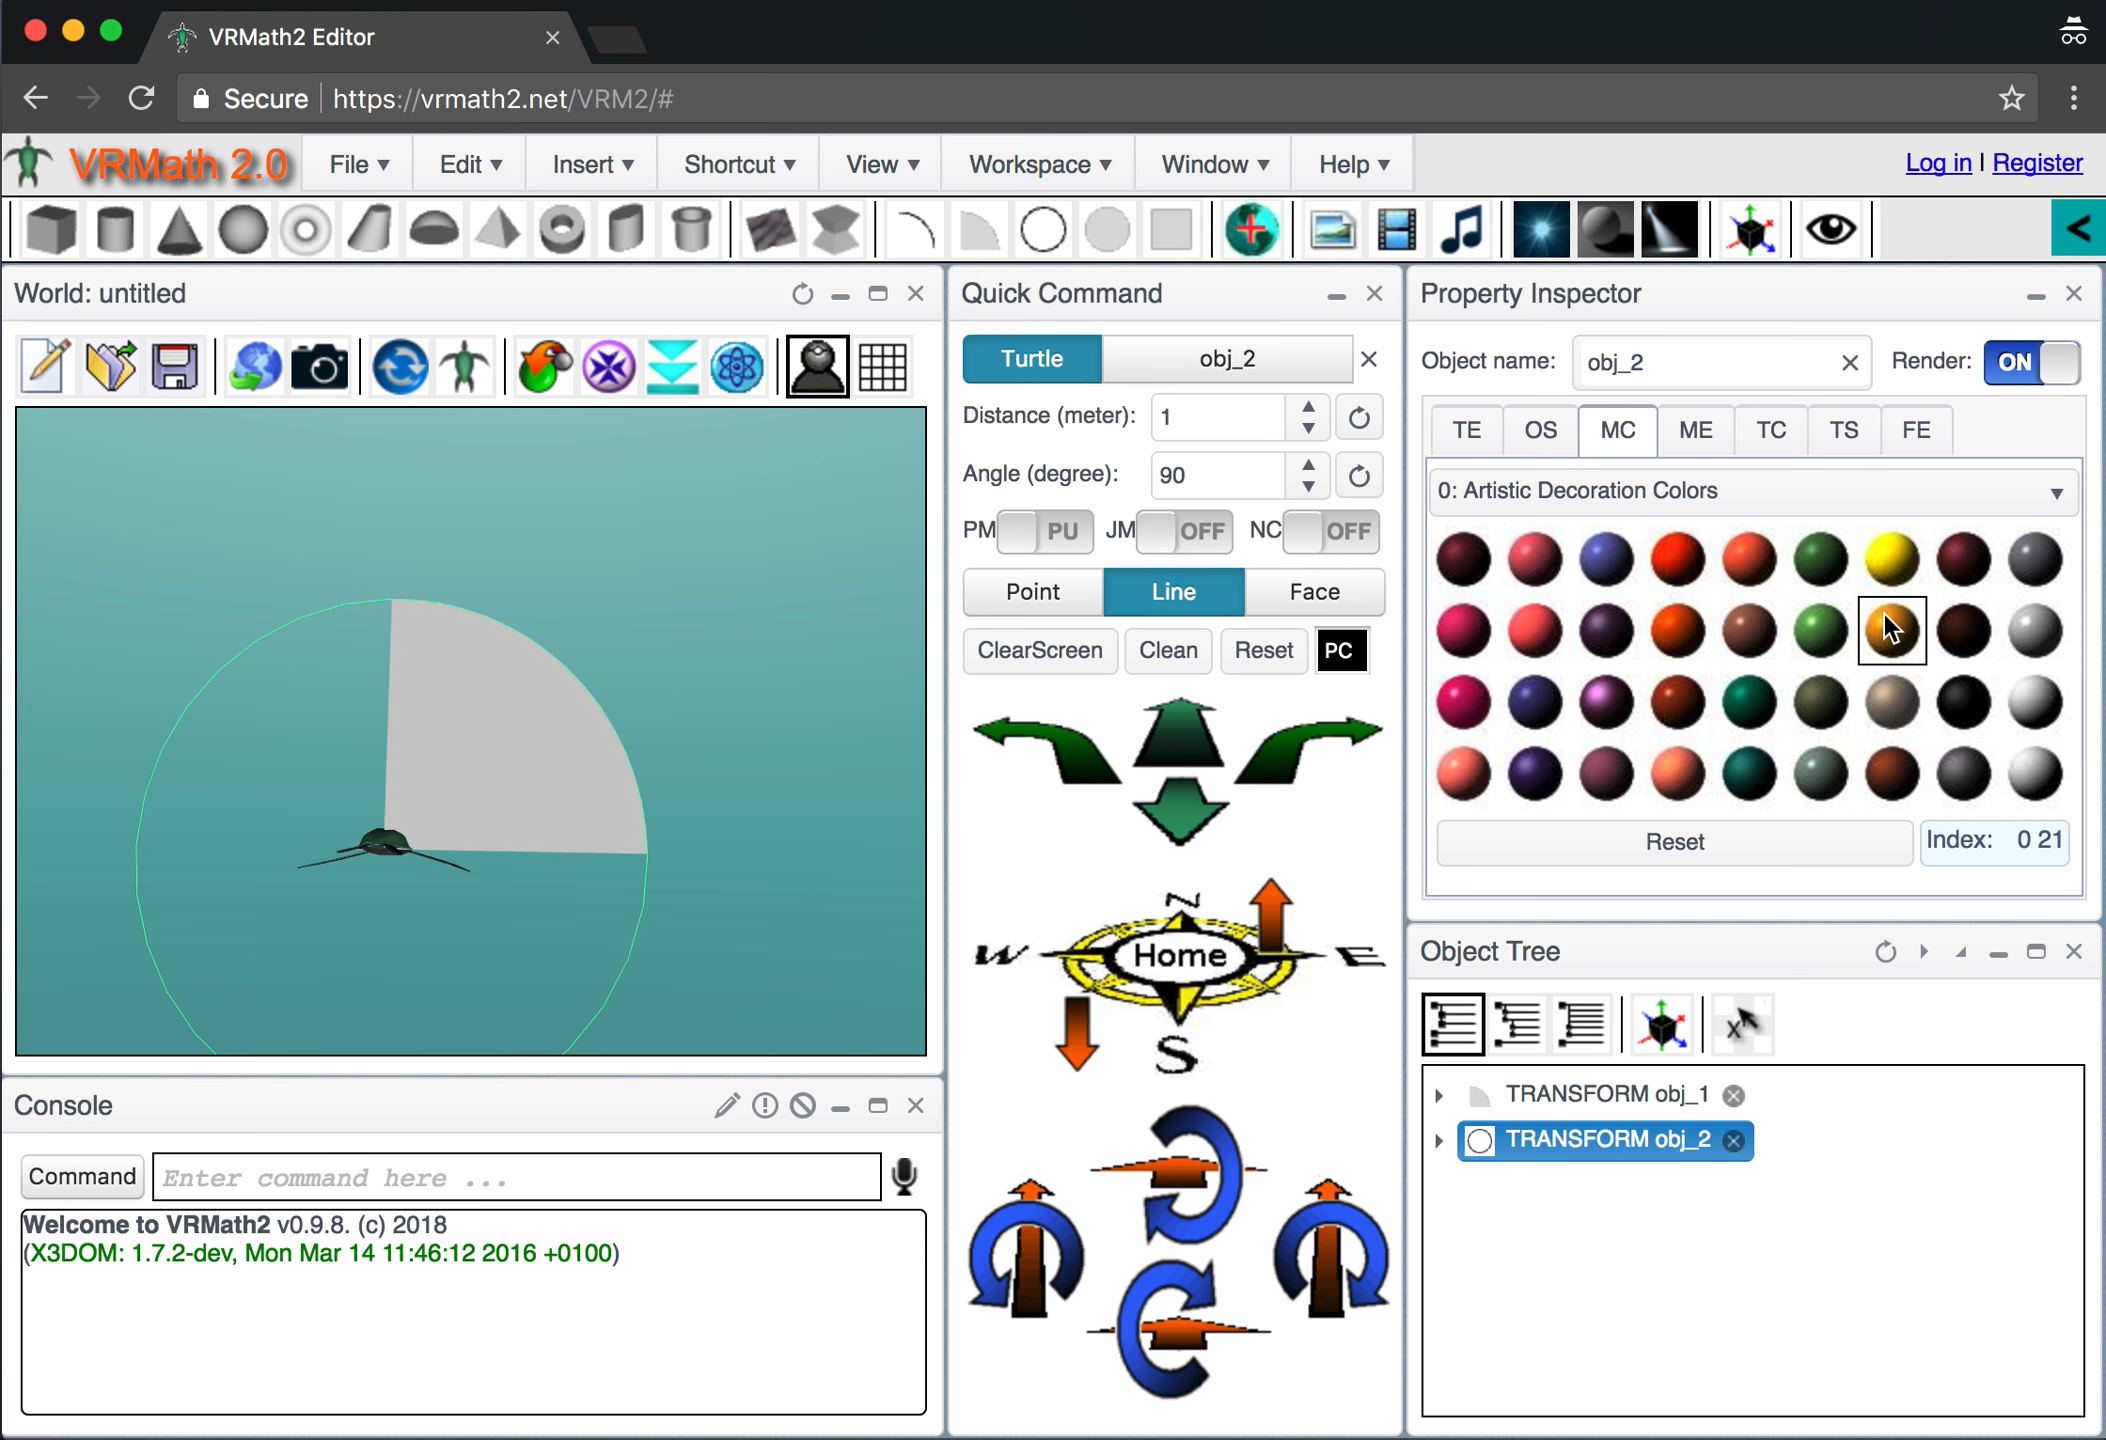 VRMath2 Editor
Secure https://vrmath2.net/VRM2/#
VRMath 2.0 File Edit Insert Shortcut View Workspace Window Help Log in | Register
World: untitled
Quick Command
Turtle obj_2
Distance (meter): 1
Angle (degree): 90
PM PU JM OFF NC OFF
Point Line Face
ClearScreen Clean Reset PC
N
W Home E
S
Property Inspector
Object name: obj_2 Render: ON
TE OS MC ME TC TS FE
0: Artistic Decoration Colors
Reset Index: 0 21
Object Tree
x
TRANSFORM obj_1
TRANSFORM obj_2
Console
Command Enter command here ...
Welcome to VRMath2 v0.9.8. (c) 2018
(X3DOM: 1.7.2-dev, Mon Mar 14 11:46:12 2016 +0100)